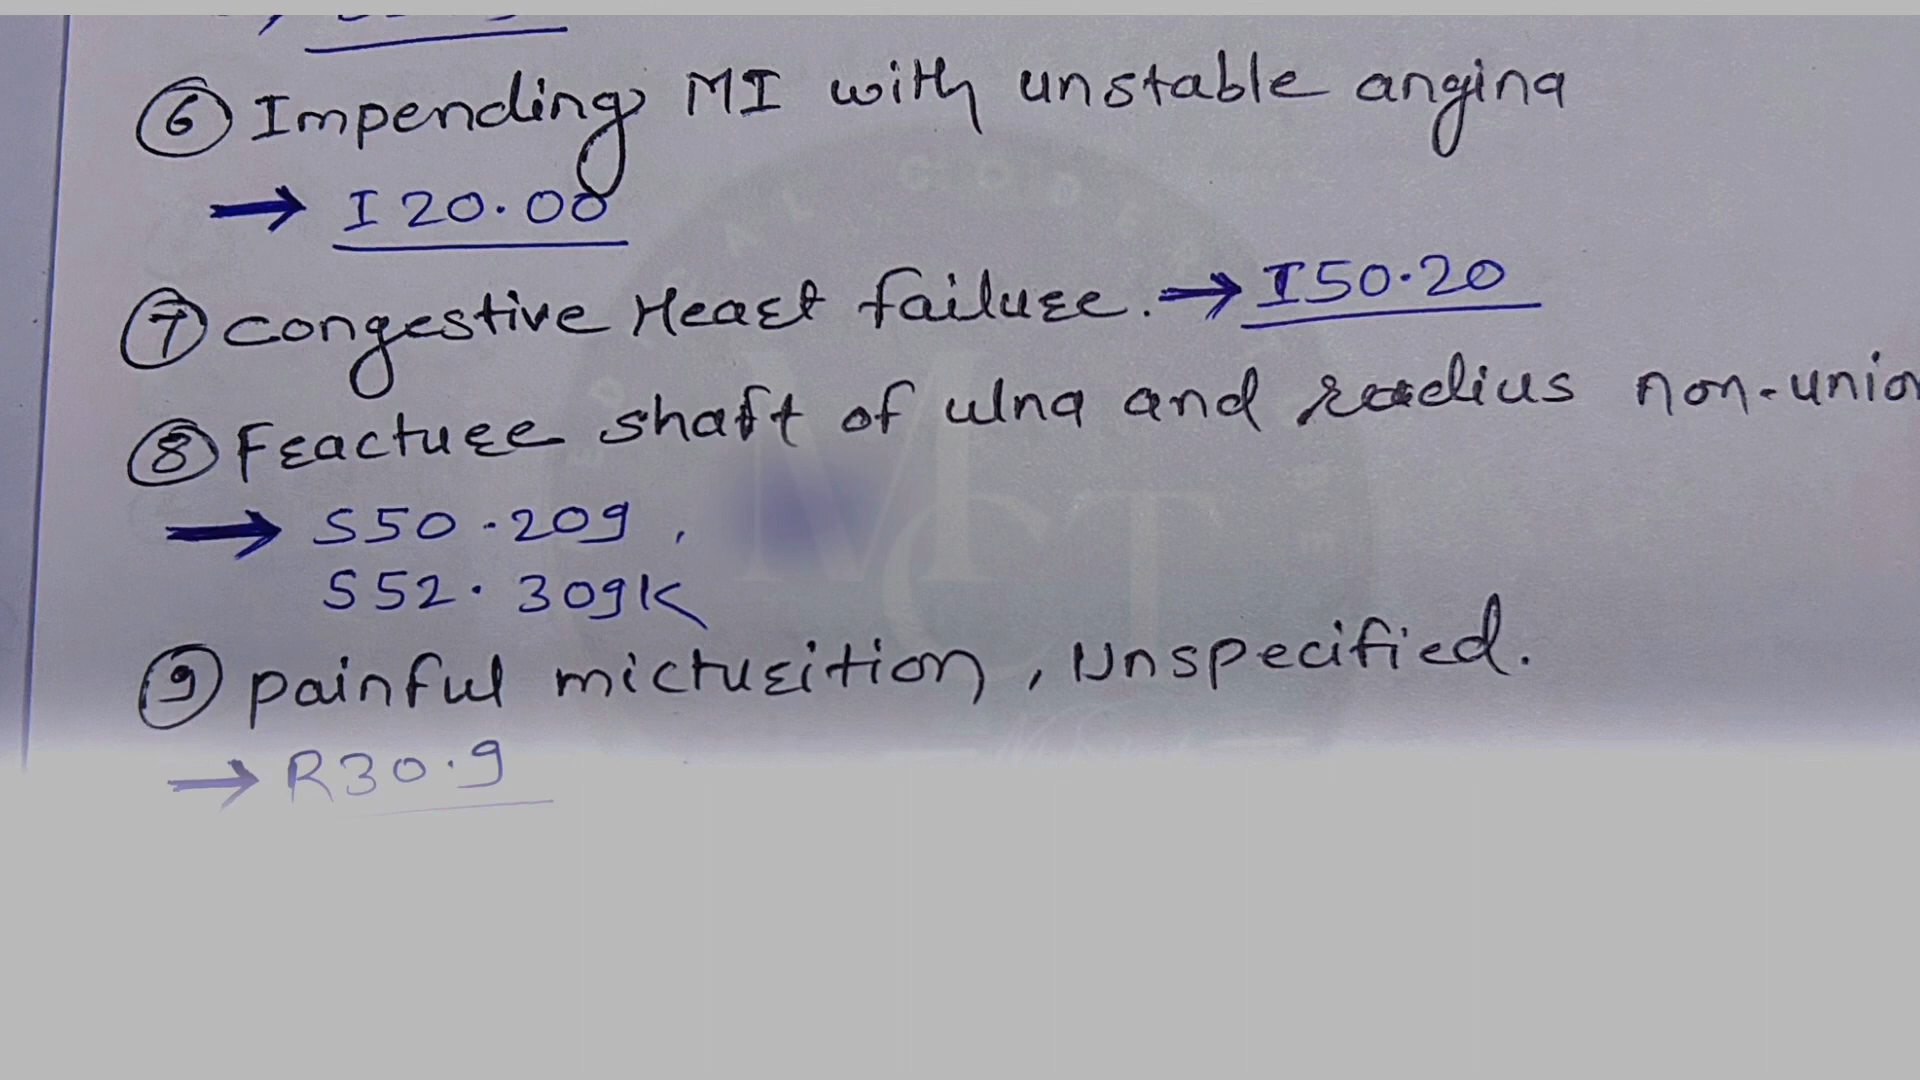 ⑥ Impending MI with unstable angina
→ I20.00
⑦ congestive Heart failure. → I50.20
⑧ Fracture shaft of ulna and radius non-union
→ S50.209,
S52.309K
⑨ painful micturition, Unspecified.
→ R30.9